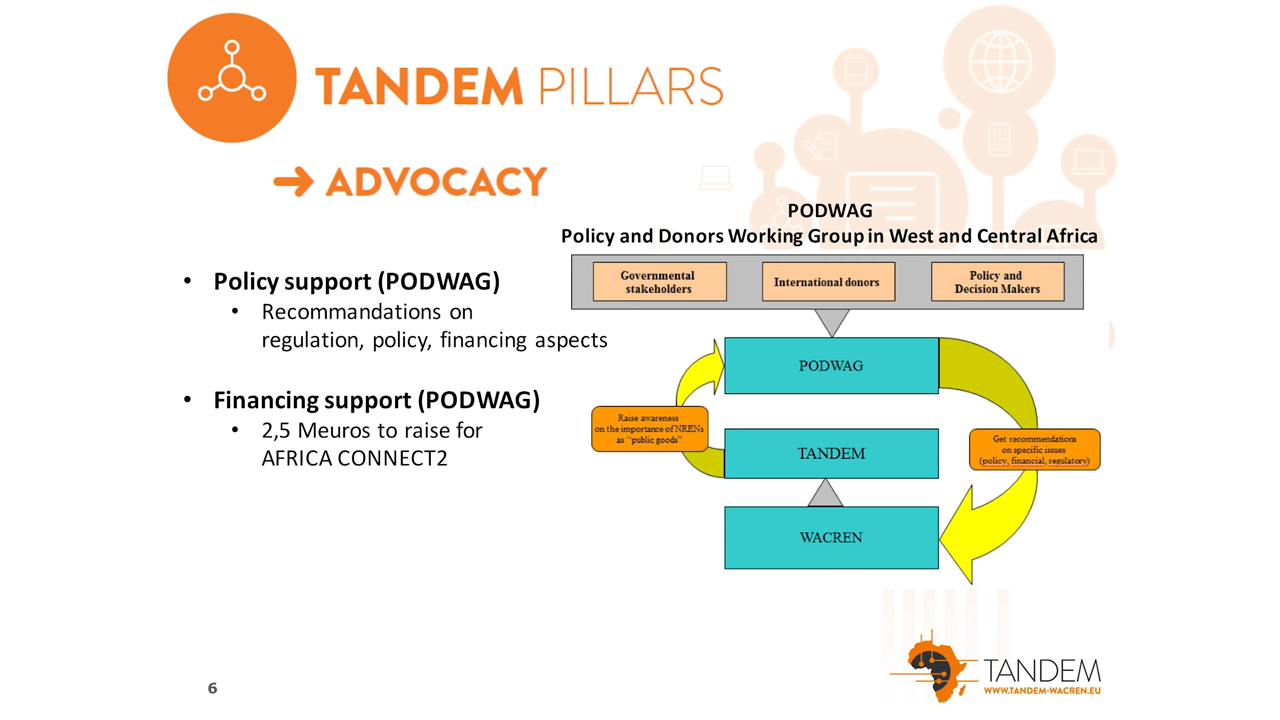 TANDEM PILLARS
➜ ADVOCACY
PODWAG
Policy and Donors Working Group in West and Central Africa
• Policy support (PODWAG)
• Recommandations on
regulation, policy, financing aspects
• Financing support (PODWAG)
• 2,5 Meuros to raise for
AFRICA CONNECT2
Governmental
stakeholders
International donors
Policy and
Decision Makers
PODWAG
Raise awareness
on the importance of NRENs
as “public goods”
TANDEM
Get recommendations
on specific issues
(policy, financial, regulatory)
WACREN
6
TANDEM
WWW.TANDEM-WACREN.EU